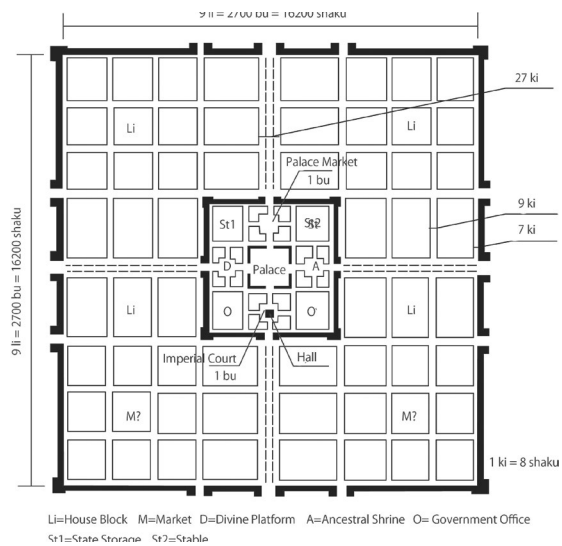 9 li = 2700 bu = 16200 shaku
27 ki
Li
Li
Palace Market
1 bu
9 ki
7 ki
St1
St2
D
Palace
A
9 li = 2700 bu = 16200 shaku
Li
O
O
Li
Imperial Court
1 bu
Hall
M?
M?
1 ki = 8 shaku
Li=House Block M=Market D=Divine Platform A=Ancestral Shrine O= Government Office
St1=State Storage St2=Stable